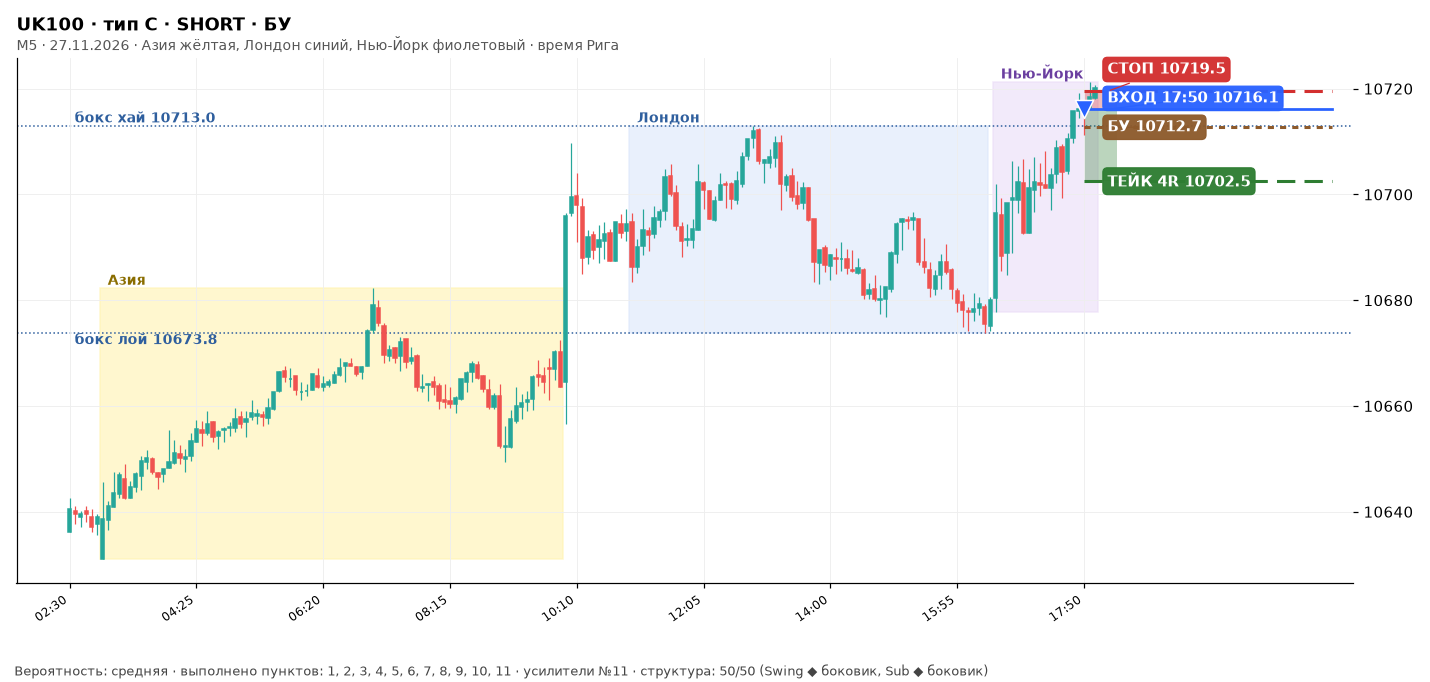 UK100 · тип C · SHORT · БУ
M5 · 27.11.2026 · Азия жёлтая, Лондон синий, Нью-Йорк фиолетовый · время Рига
Нью-Йорк
СТОП 10719.5
10720
ВХОД 17:50 10716.1
бокс хай 10713.0
Лондон
БУ 10712.7
10700
ТЕЙК 4R 10702.5
Азия
10680
бокс лой 10673.8
10660
10640
02:30
04:25
06:20
08:15
10:10
12:05
14:00
15:55
17:50
Вероятность: средняя · выполнено пунктов: 1, 2, 3, 4, 5, 6, 7, 8, 9, 10, 11 · усилители №11 · структура: 50/50 (Swing ◆ боковик, Sub ◆ боковик)